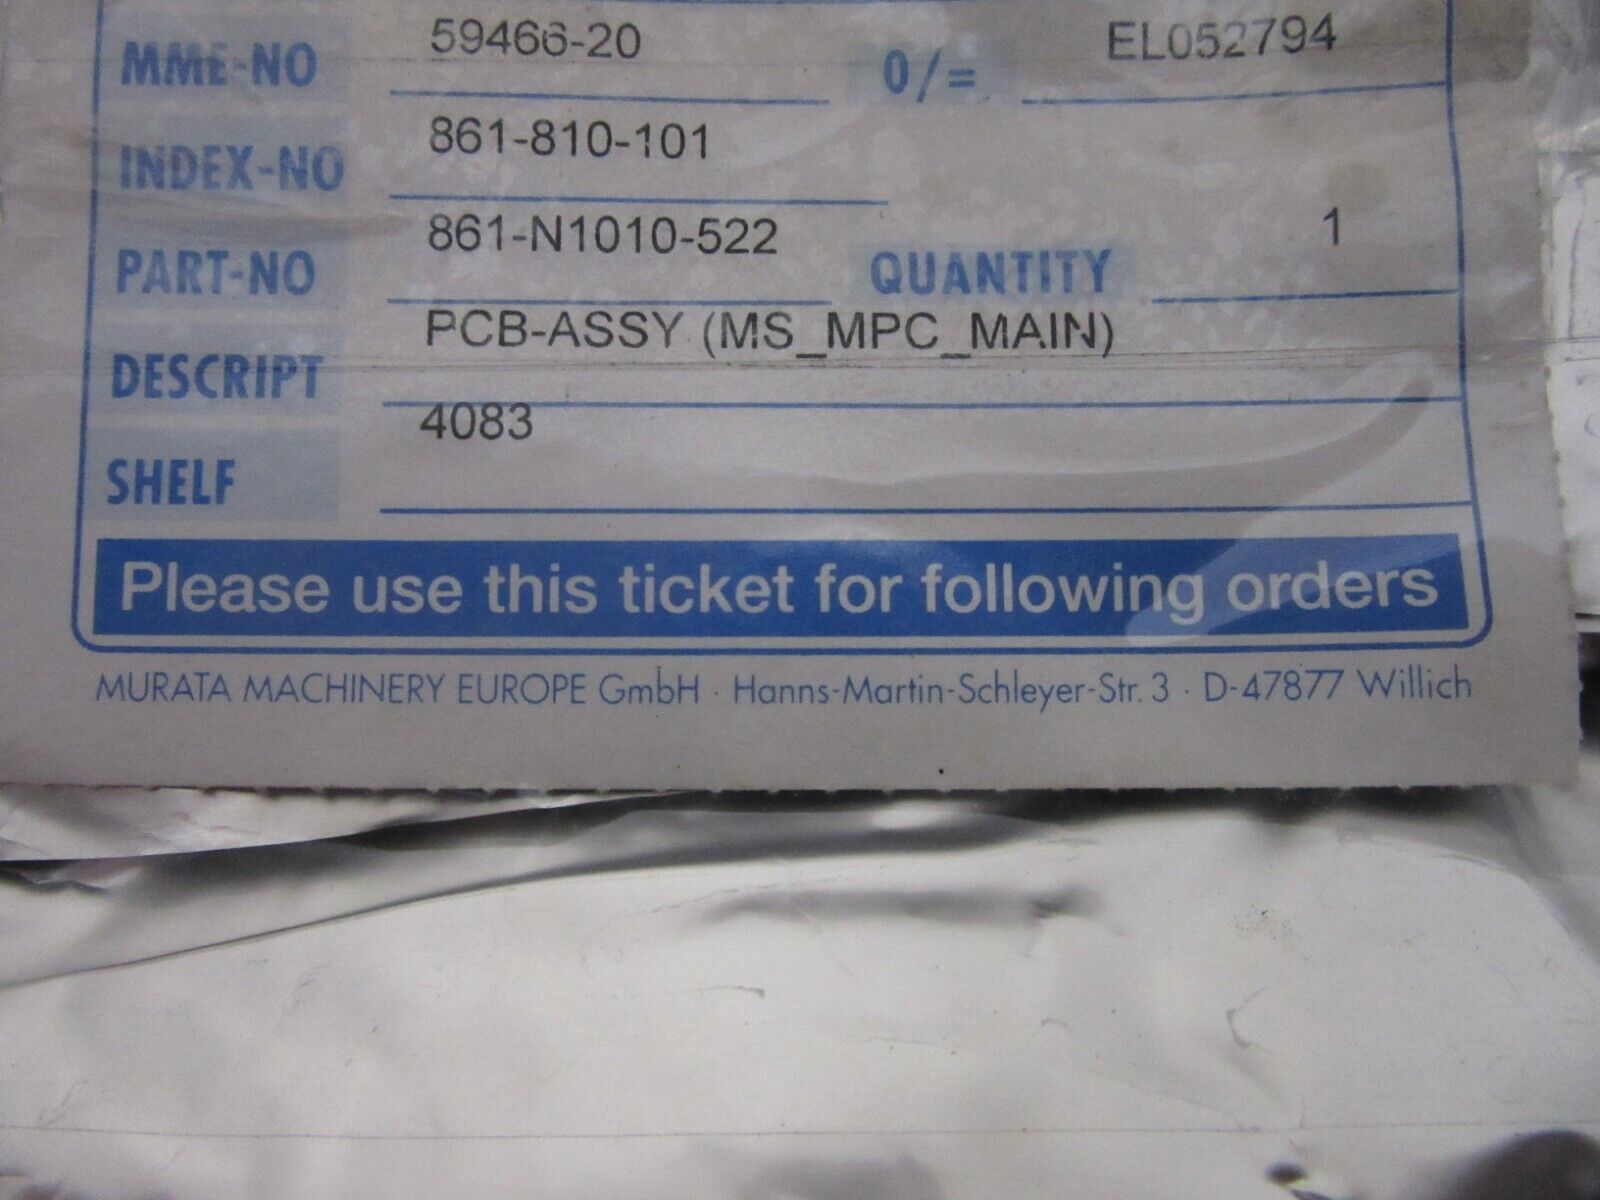 MME-NO 59466-20 0/= EL052794
INDEX-NO 861-810-101
PART-NO 861-N1010-522 QUANTITY 1
DESCRIPT PCB-ASSY (MS_MPC_MAIN)
SHELF 4083
Please use this ticket for following orders
MURATA MACHINERY EUROPE GmbH · Hanns-Martin-Schleyer-Str. 3 · D-47877 Willich